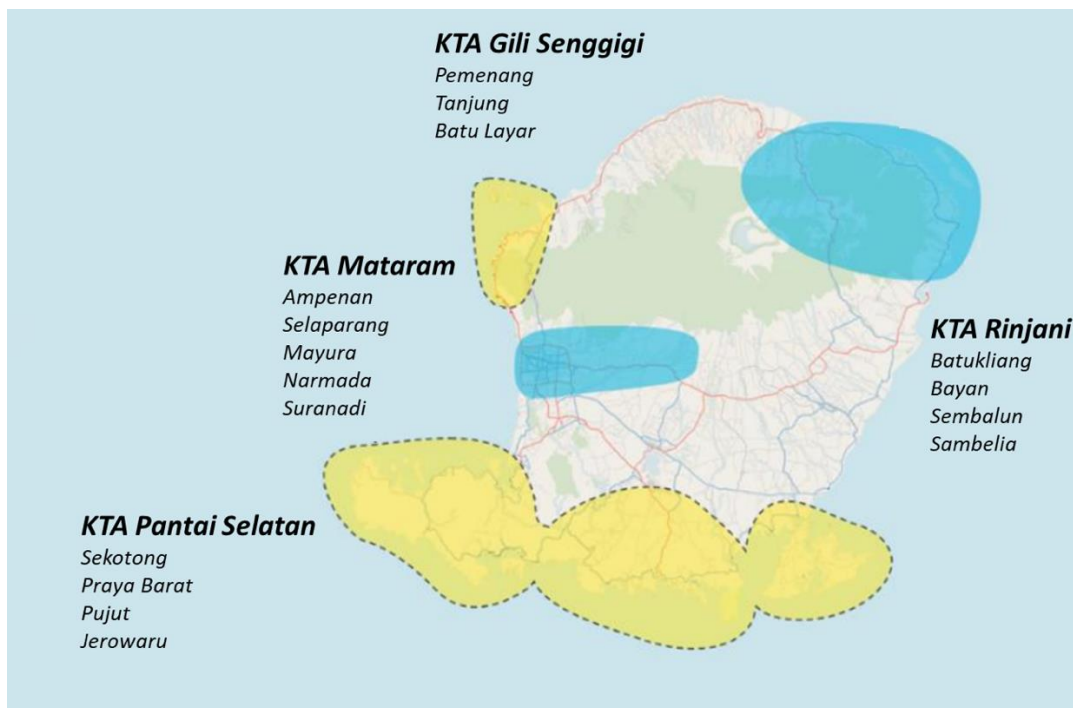 KTA Gili Senggigi
Pemenang
Tanjung
Batu Layar
KTA Mataram
Ampenan
Selaparang
Mayura
Narmada
Suranadi
KTA Rinjani
Batukliang
Bayan
Sembalun
Sambelia
KTA Pantai Selatan
Sekotong
Praya Barat
Pujut
Jerowaru